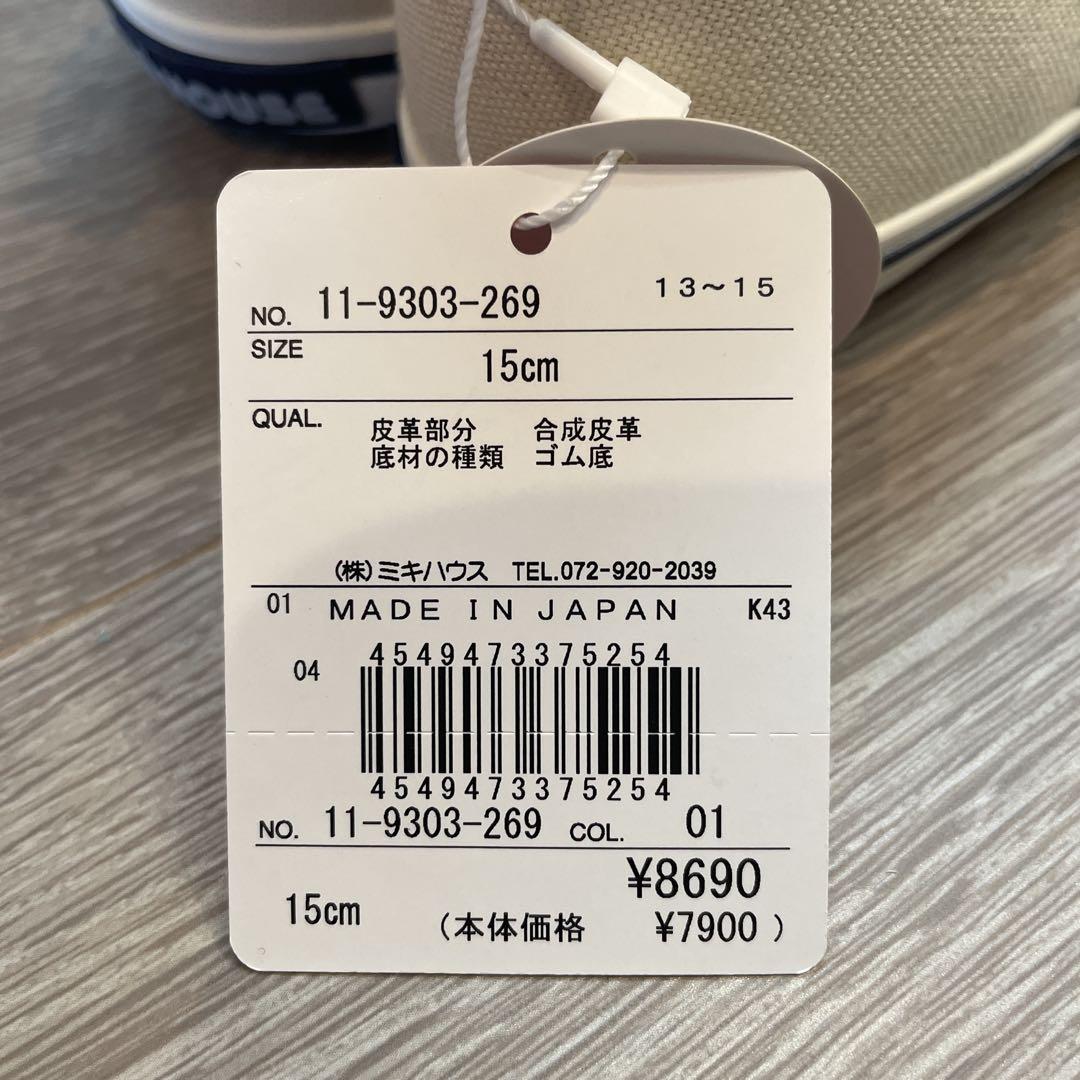 HOUSE
NO. 11-9303-269 13～15
SIZE 15cm
QUAL. 皮革部分 合成皮革
底材の種類 ゴム底
(株)ミキハウス TEL.072-920-2039
01 MADE IN JAPAN K43
4549473375254
04
4549473375254
NO. 11-9303-269 COL. 01
¥8690
15cm (本体価格 ¥7900)